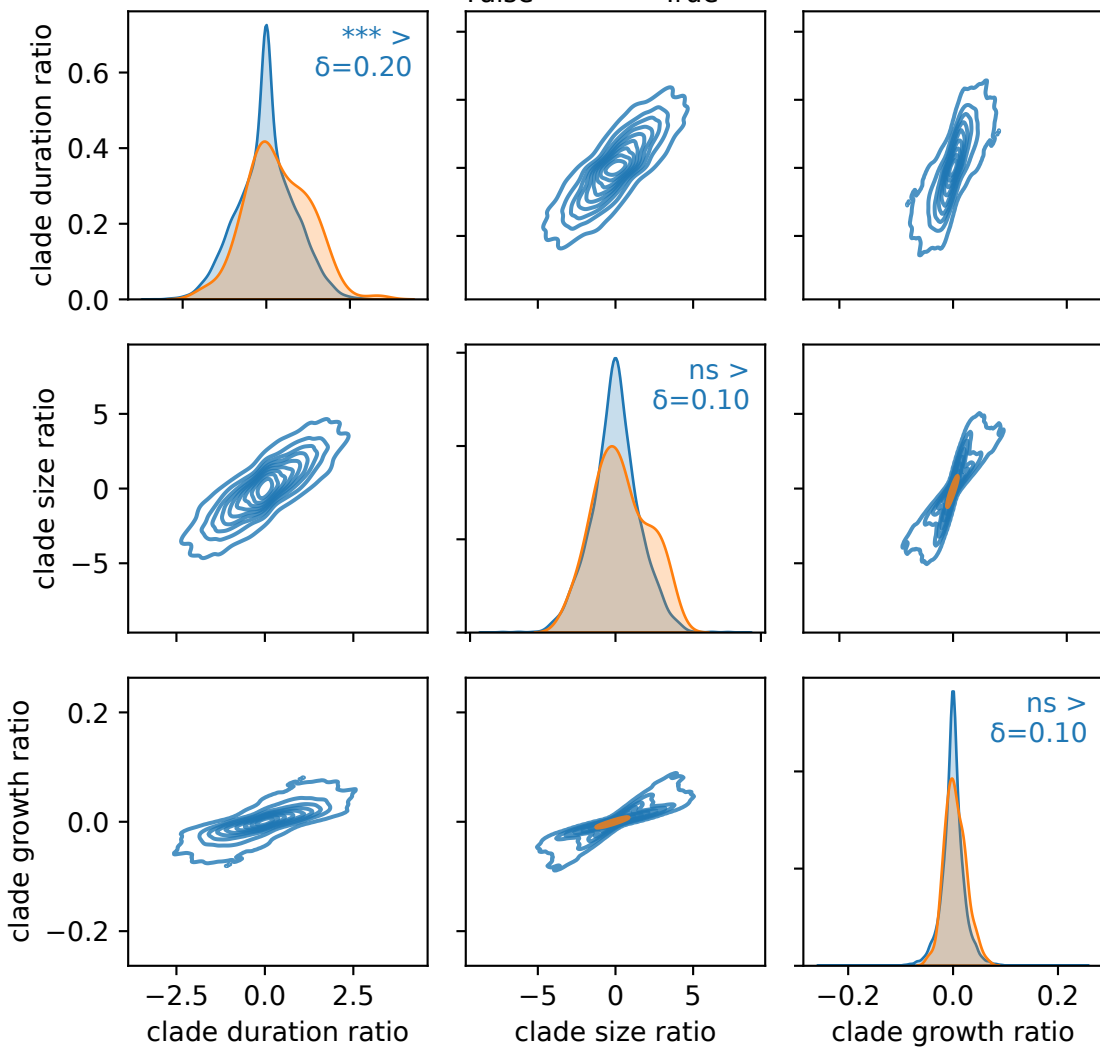 False True
clade duration ratio
0.6
0.4
0.2
0.0
*** >
δ=0.20
clade size ratio
5
0
−5
ns >
δ=0.10
clade growth ratio
0.2
0.0
−0.2
ns >
δ=0.10
−2.5 0.0 2.5
−5 0 5
−0.2 0.0 0.2
clade duration ratio
clade size ratio
clade growth ratio